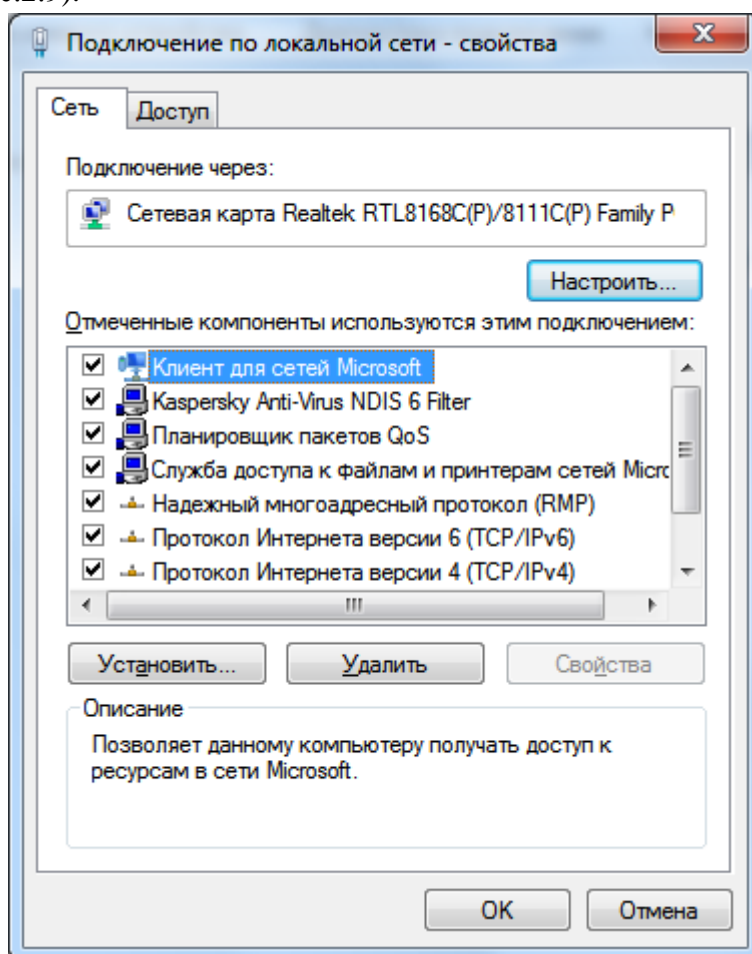 Подключение по локальной сети - свойства
Сеть
Доступ
Подключение через:
Сетевая карта Realtek RTL8168C(P)/8111C(P) Family P
Настроить...
Отмеченные компоненты используются этим подключением:
Клиент для сетей Microsoft
Kaspersky Anti-Virus NDIS 6 Filter
Планировщик пакетов QoS
Служба доступа к файлам и принтерам сетей Micro
Надежный многоадресный протокол (RMP)
Протокол Интернета версии 6 (TCP/IPv6)
Протокол Интернета версии 4 (TCP/IPv4)
Установить...
Удалить
Свойства
Описание
Позволяет данному компьютеру получать доступ к
ресурсам в сети Microsoft.
OK
Отмена